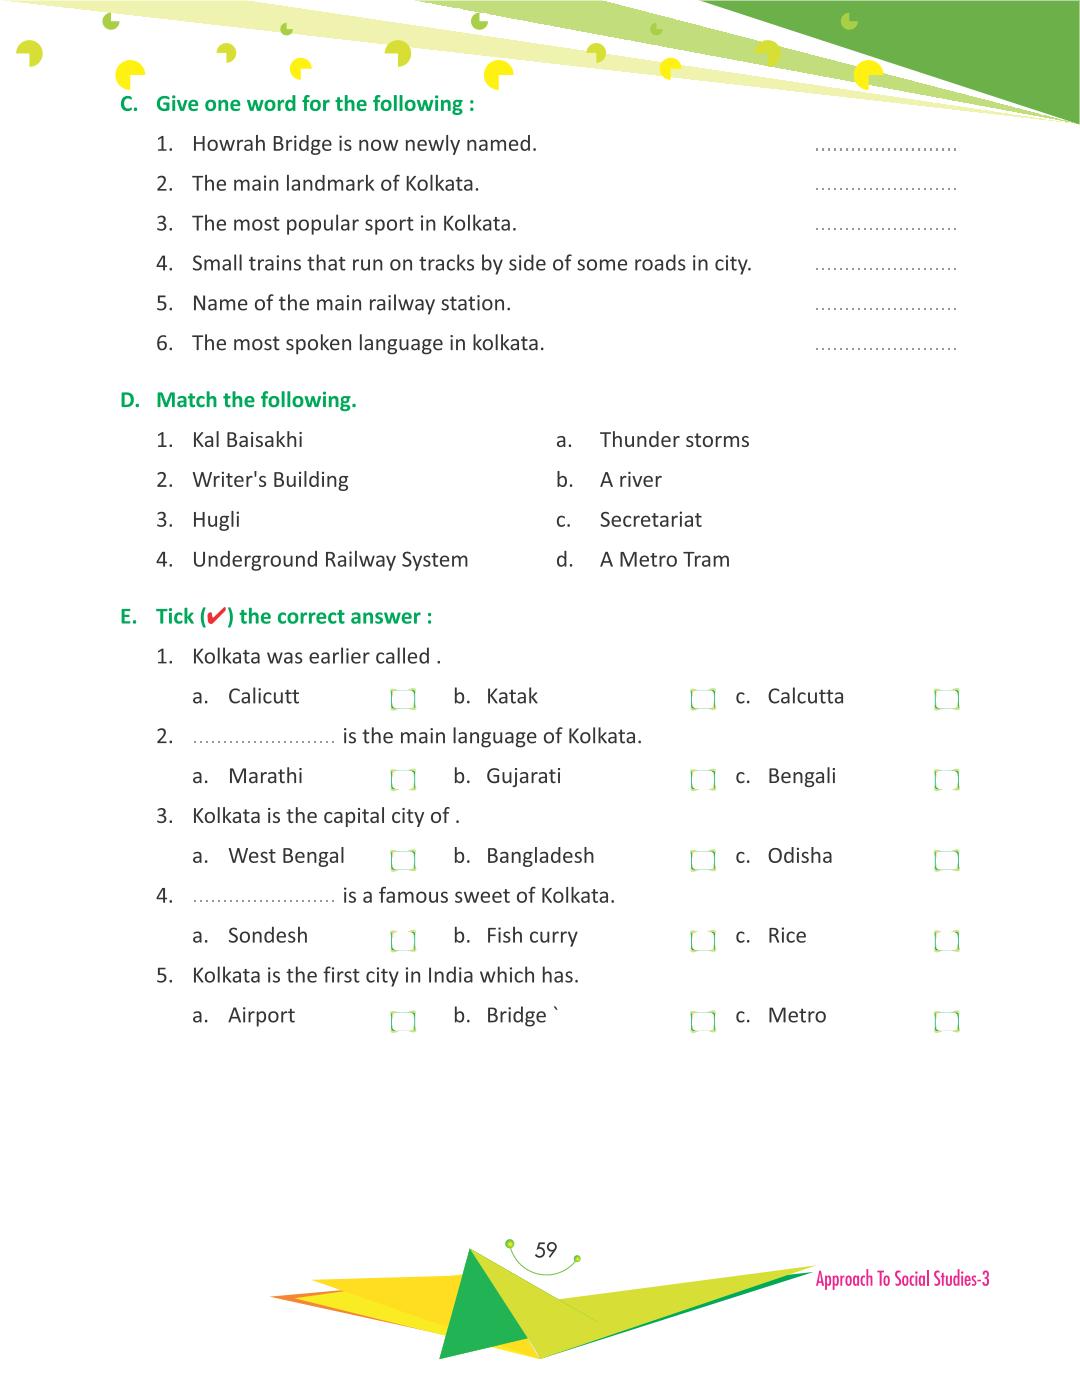 C. Give one word for the following :
1. Howrah Bridge is now newly named. ........................
2. The main landmark of Kolkata. ........................
3. The most popular sport in Kolkata. ........................
4. Small trains that run on tracks by side of some roads in city. ........................
5. Name of the main railway station. ........................
6. The most spoken language in kolkata. ........................
D. Match the following.
1. Kal Baisakhi a. Thunder storms
2. Writer's Building b. A river
3. Hugli c. Secretariat
4. Underground Railway System d. A Metro Tram
E. Tick (✔) the correct answer :
1. Kolkata was earlier called .
a. Calicutt b. Katak c. Calcutta
2. ........................ is the main language of Kolkata.
a. Marathi b. Gujarati c. Bengali
3. Kolkata is the capital city of .
a. West Bengal b. Bangladesh c. Odisha
4. ........................ is a famous sweet of Kolkata.
a. Sondesh b. Fish curry c. Rice
5. Kolkata is the first city in India which has.
a. Airport b. Bridge ` c. Metro
59
Approach To Social Studies-3